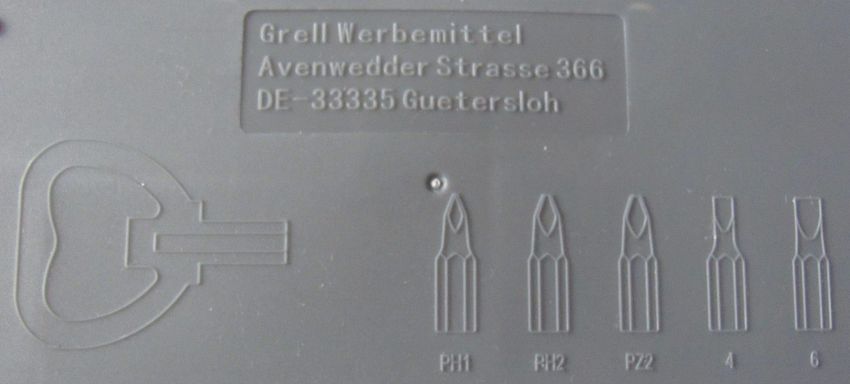 Grell Werbemittel
Avenwedder Strasse 366
DE-33335 Guetersloh
PH1 PH2 PZ2 4 6